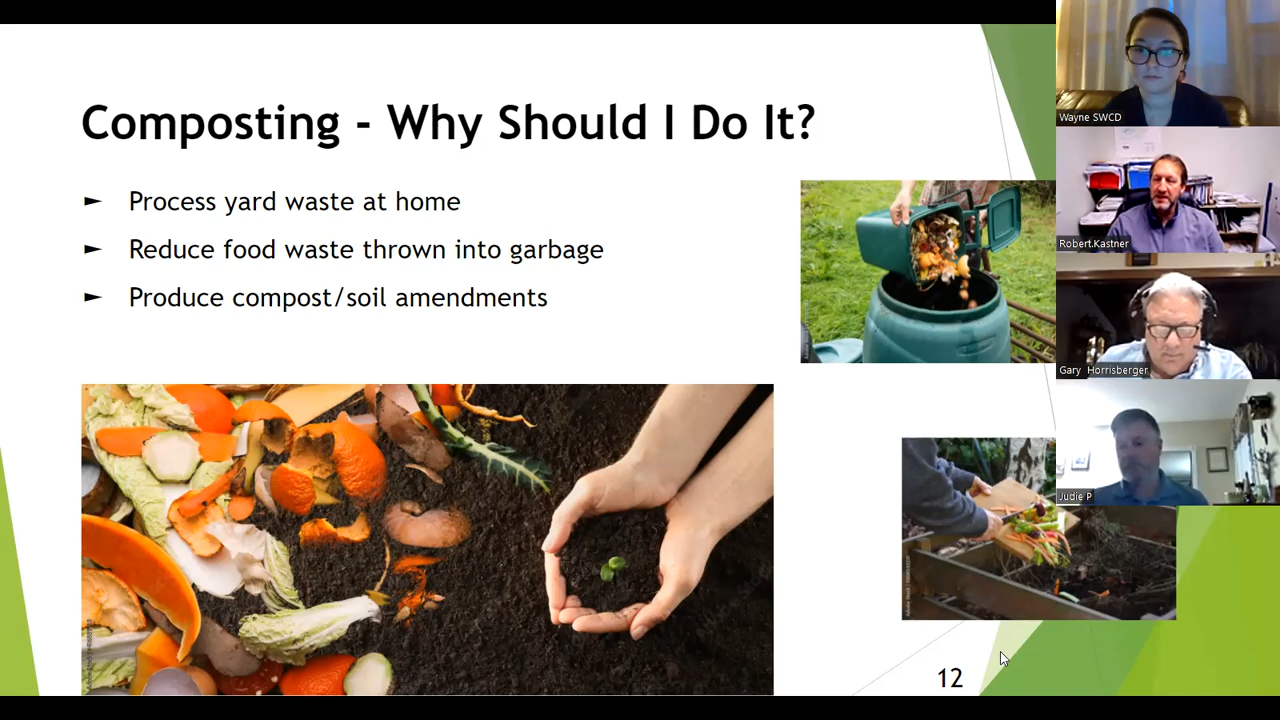 Composting - Why Should I Do It?
► Process yard waste at home
► Reduce food waste thrown into garbage
► Produce compost/soil amendments
12
Wayne SWCD
Robert.Kastner
Gary Horrisberger
Judie P